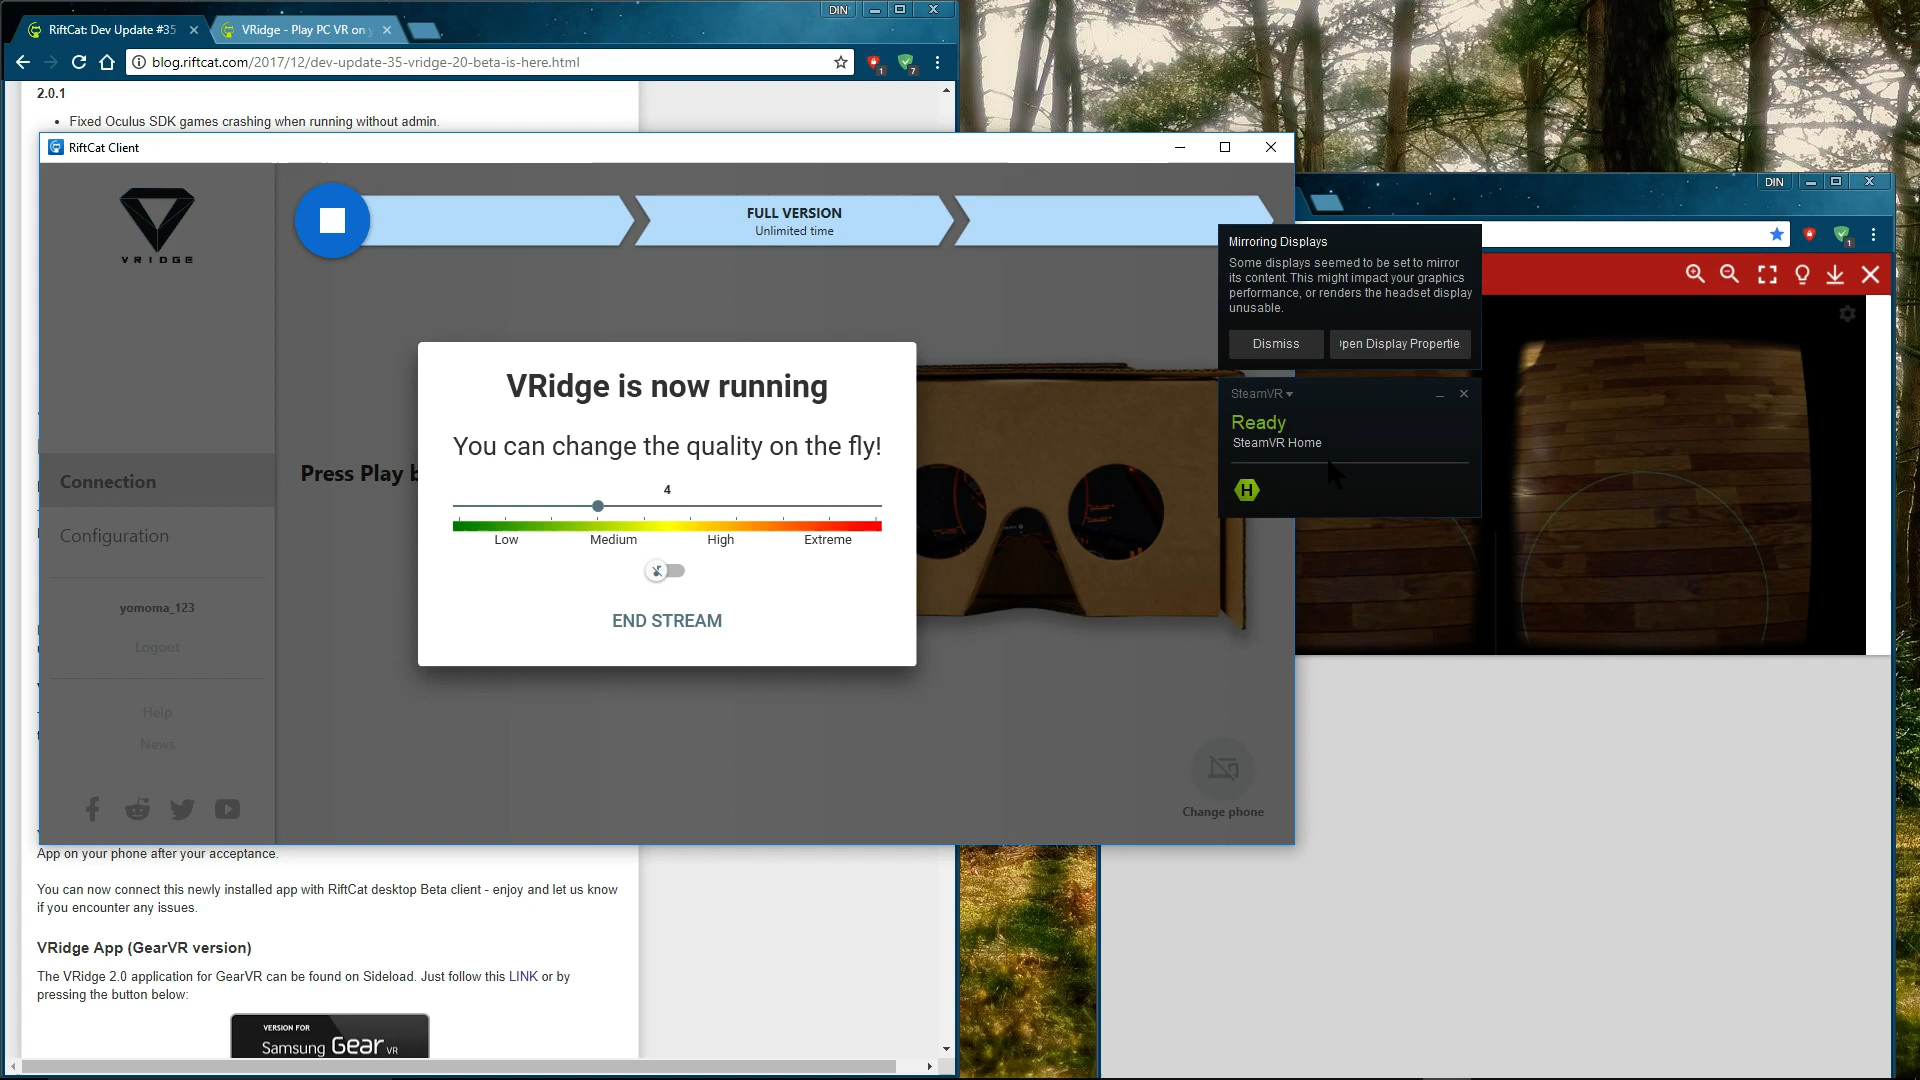 DIN
RiftCat: Dev Update #35
VRidge - Play PC VR on
blog.riftcat.com/2017/12/dev-update-35-vridge-20-beta-is-here.html
1
7
2.0.1
• Fixed Oculus SDK games crashing when running without admin.
RiftCat Client
VRIDGE
FULL VERSION
Unlimited time
DIN
1
Mirroring Displays
Some displays seemed to be set to mirror
its content. This might impact your graphics
performance, or renders the headset display
unusable.
Dismiss
pen Display Propertie
SteamVR
Ready
SteamVR Home
H
VRidge is now running
You can change the quality on the fly!
4
Low
Medium
High
Extreme
END STREAM
Press Play
Connection
Configuration
yomoma_123
Logout
Help
News
Change phone
App on your phone after your acceptance.
You can now connect this newly installed app with RiftCat desktop Beta client - enjoy and let us know
if you encounter any issues.
VRidge App (GearVR version)
The VRidge 2.0 application for GearVR can be found on Sideload. Just follow this LINK or by
pressing the button below:
VERSION FOR
Samsung Gear VR